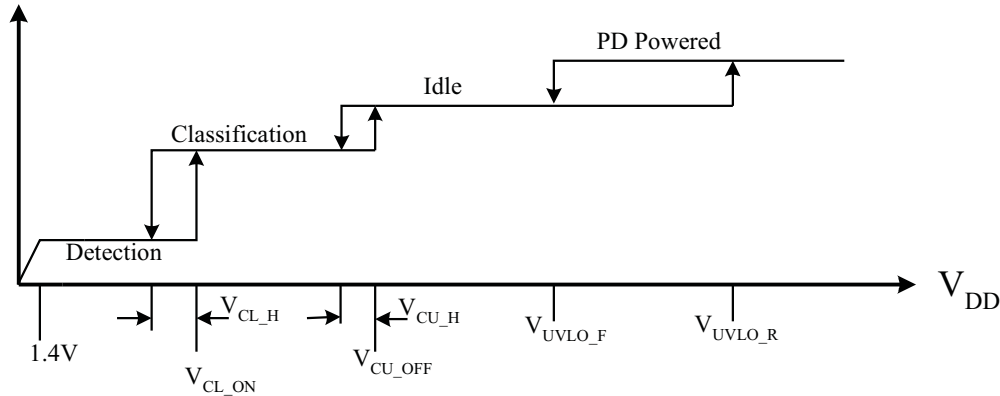 PD Powered
Idle
Classification
Detection
V_DD
V_CL_H
V_CU_H
V_UVLO_F
V_UVLO_R
1.4V
V_CU_OFF
V_CL_ON